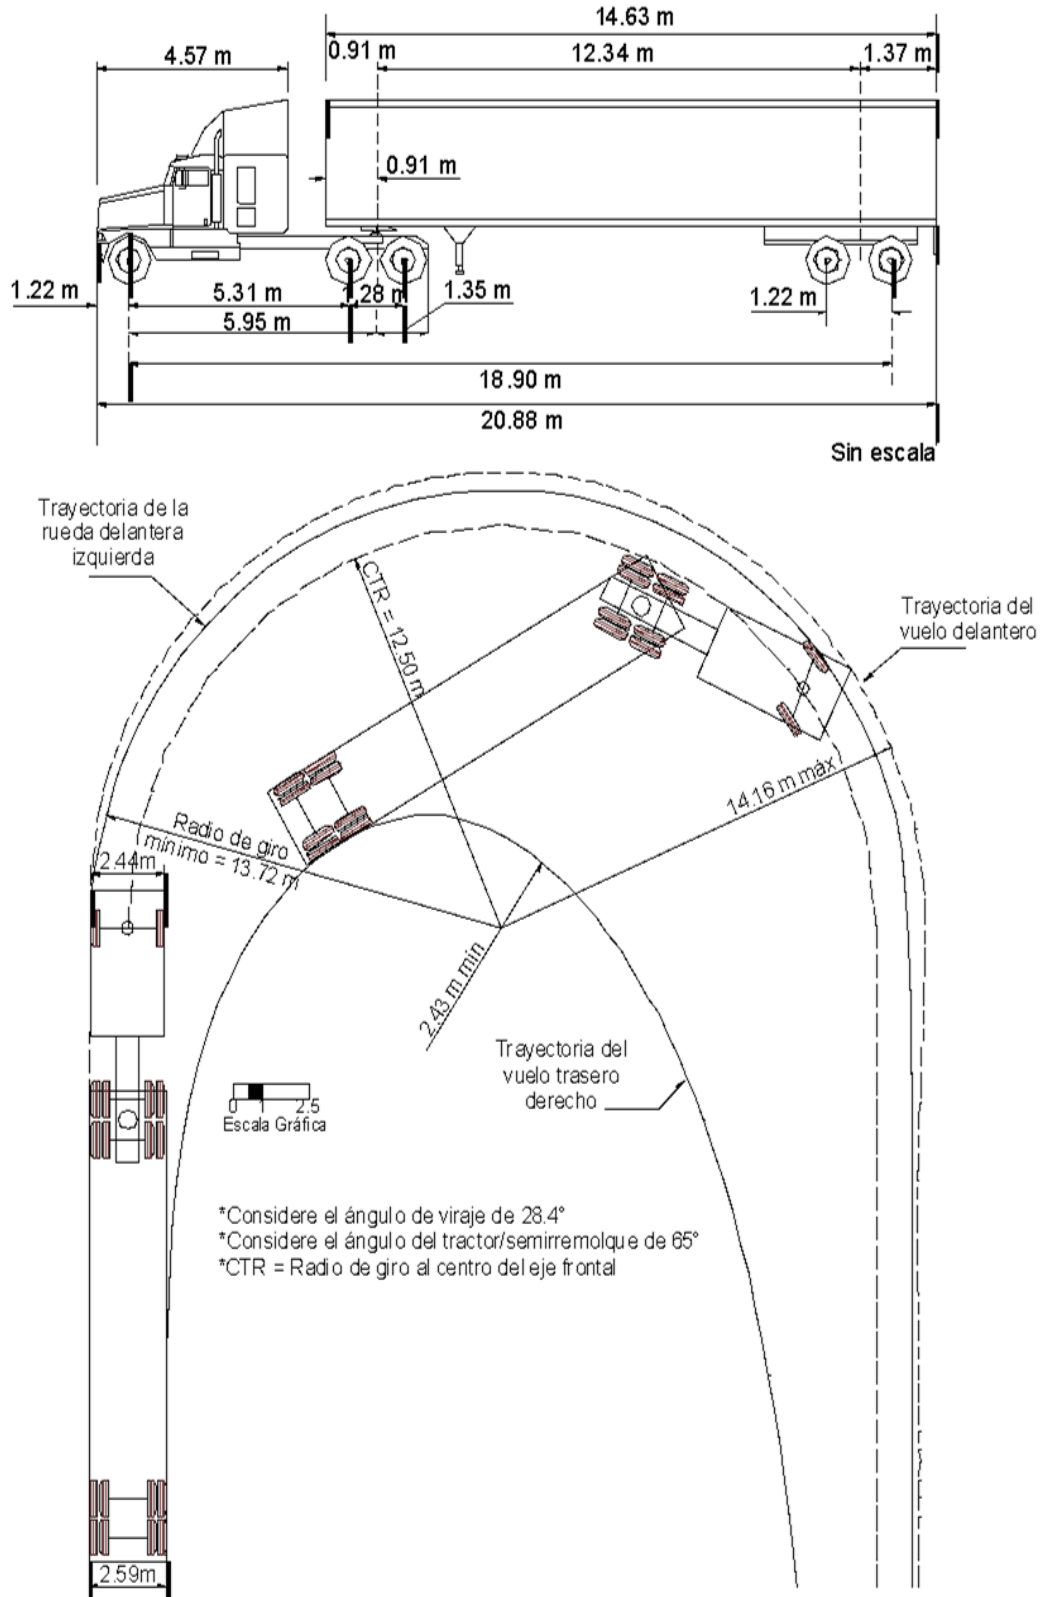 14.63 m
4.57 m
0.91 m
12.34 m
1.37 m
0.91 m
1.22 m
5.31 m
1.28 m
1.35 m
1.22 m
5.95 m
18.90 m
20.88 m
Sin escala
Trayectoria de la
rueda delantera
izquierda
Trayectoria del
vuelo delantero
CTR = 12.50 m
14.16 m máx
Radio de giro
mínimo = 13.72 m
2.44m
2.43 m min
Trayectoria del
vuelo trasero
derecho
0 1 2.5
Escala Gráfica
*Considere el ángulo de viraje de 28.4°
*Considere el ángulo del tractor/semirremolque de 65°
*CTR = Radio de giro al centro del eje frontal
2.59m